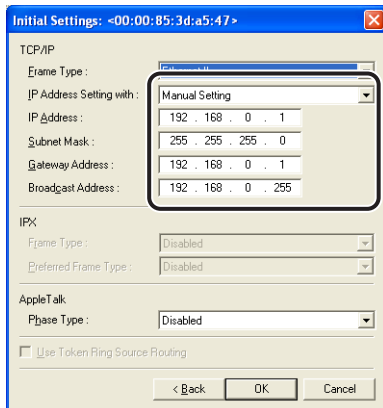 Initial Settings: <00:00:85:3d:a5:47>
TCP/IP
Frame Type :
IP Address Setting with : Manual Setting
IP Address : 192 . 168 . 0 . 1
Subnet Mask : 255 . 255 . 255 . 0
Gateway Address : 192 . 168 . 0 . 1
Broadcast Address : 192 . 168 . 0 . 255
IPX
Frame Type : Disabled
Preferred Frame Type : Disabled
AppleTalk
Phase Type : Disabled
Use Token Ring Source Routing
< Back OK Cancel